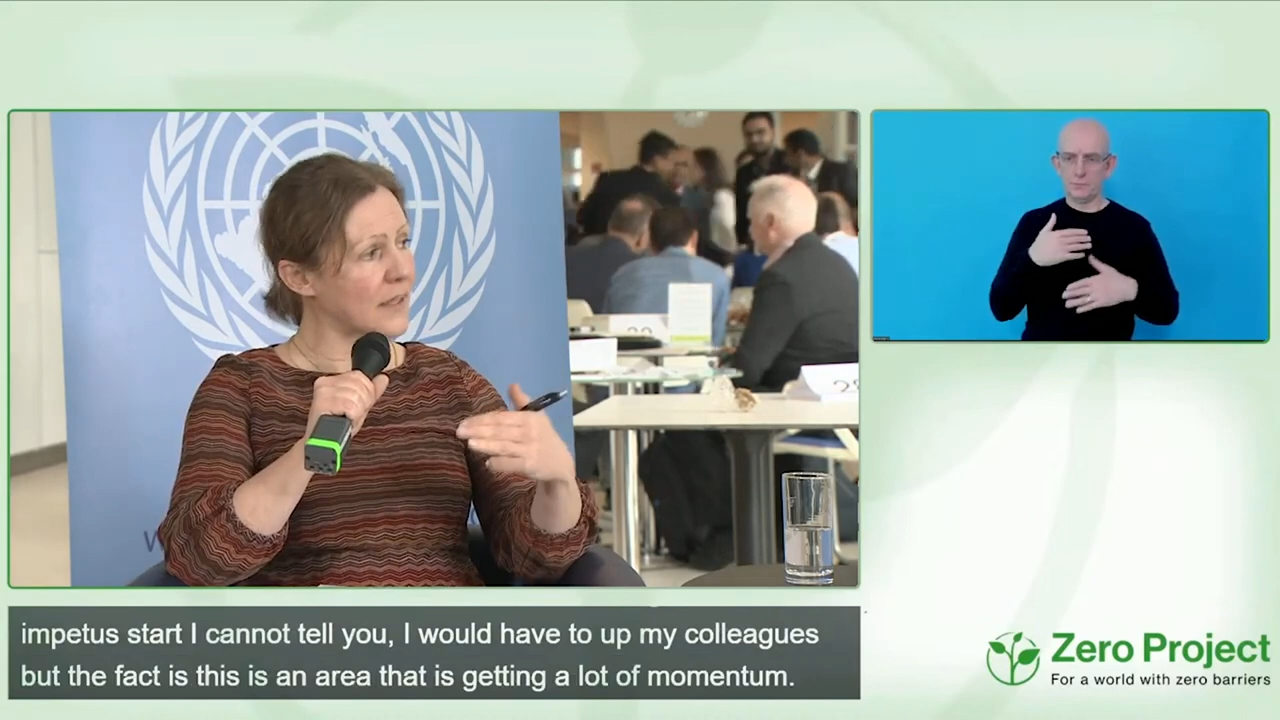 impetus start I cannot tell you, I would have to up my colleagues
but the fact is this is an area that is getting a lot of momentum.
Zero Project
For a world with zero barriers